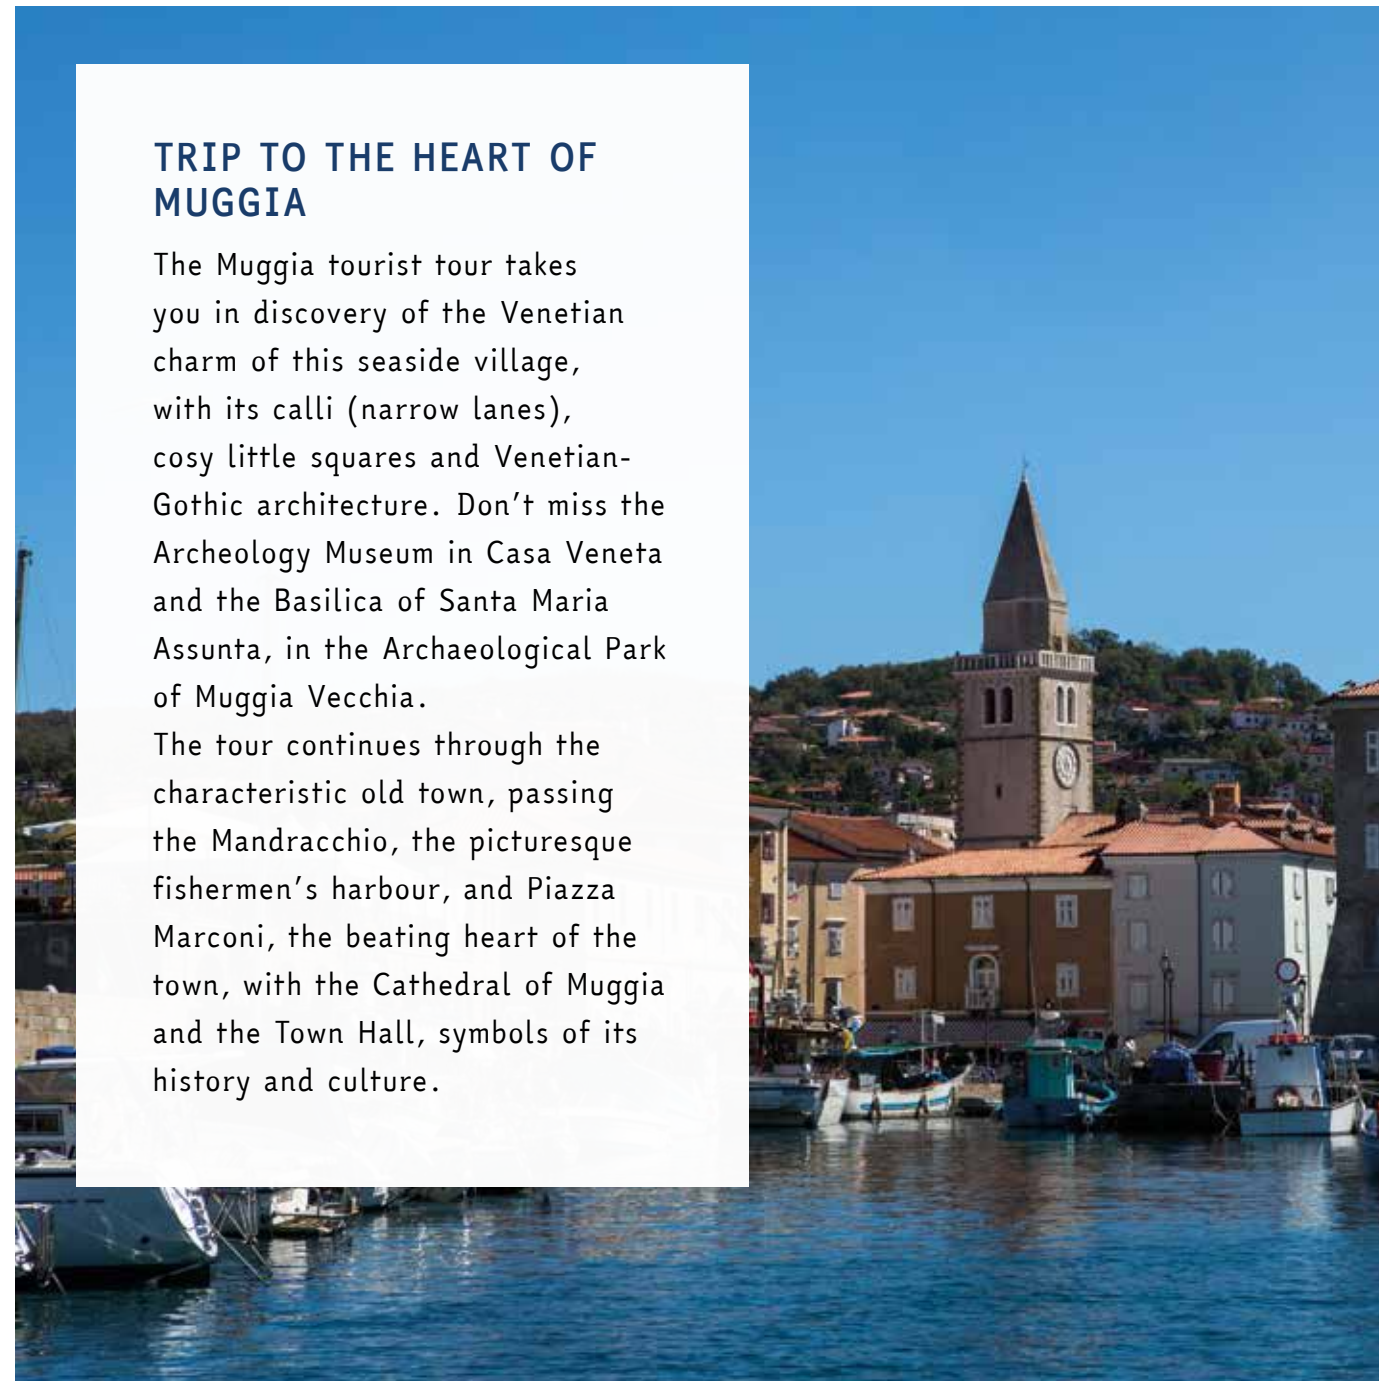 TRIP TO THE HEART OF
MUGGIA
The Muggia tourist tour takes
you in discovery of the Venetian
charm of this seaside village,
with its calli (narrow lanes),
cosy little squares and Venetian-
Gothic architecture. Don’t miss the
Archeology Museum in Casa Veneta
and the Basilica of Santa Maria
Assunta, in the Archaeological Park
of Muggia Vecchia.
The tour continues through the
characteristic old town, passing
the Mandracchio, the picturesque
fishermen’s harbour, and Piazza
Marconi, the beating heart of the
town, with the Cathedral of Muggia
and the Town Hall, symbols of its
history and culture.